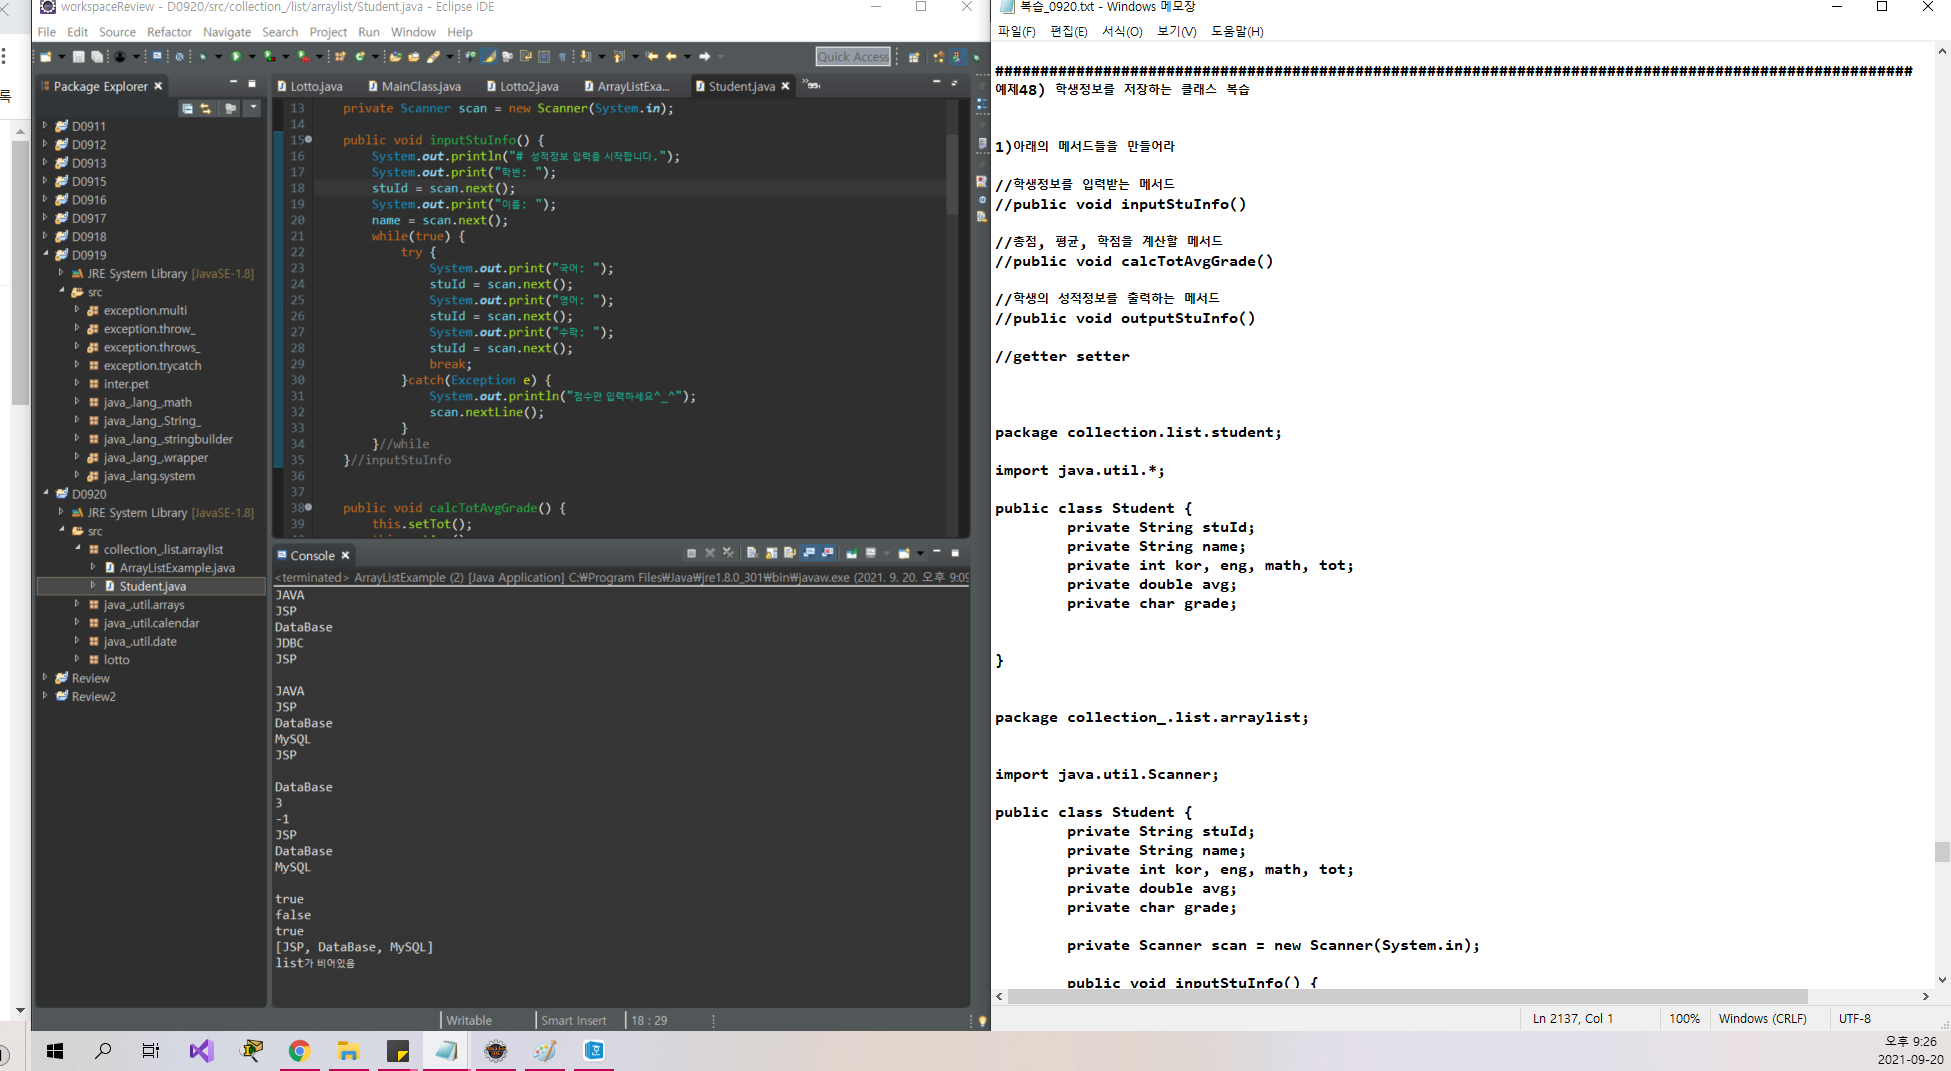 workspaceReview - D0920/src/collection_/list/arraylist/Student.java - Eclipse IDE
File Edit Source Refactor Navigate Search Project Run Window Help
Quick Access
Package Explorer
D0911
D0912
D0913
D0915
D0916
D0917
D0918
D0919
JRE System Library [JavaSE-1.8]
src
exception.multi
exception.throw_
exception.throws_
exception.trycatch
inter.pet
java_lang_.math
java_lang_.String_
java_lang_.stringbuilder
java_lang_.wrapper
java_lang.system
D0920
JRE System Library [JavaSE-1.8]
src
collection_.list.arraylist
ArrayListExample.java
Student.java
java_.util.arrays
java_.util.calendar
java_.util.date
lotto
Review
Review2
Lotto.java MainClass.java Lotto2.java ArrayListExa... Student.java
13 private Scanner scan = new Scanner(System.in);
14
15 public void inputStuInfo() {
16 System.out.println("# 성적정보 입력을 시작합니다.");
17 System.out.print("학번: ");
18 stuId = scan.next();
19 System.out.print("이름: ");
20 name = scan.next();
21 while(true) {
22 try {
23 System.out.print("국어: ");
24 stuId = scan.next();
25 System.out.print("영어: ");
26 stuId = scan.next();
27 System.out.print("수학: ");
28 stuId = scan.next();
29 break;
30 }catch(Exception e) {
31 System.out.println("점수만 입력하세요^_^");
32 scan.nextLine();
33 }
34 }//while
35 }//inputStuInfo
36
37
38 public void calcTotAvgGrade() {
39 this.setTot();
Console
<terminated> ArrayListExample (2) [Java Application] C:₩Program Files₩Java₩jre1.8.0_301₩bin₩javaw.exe (2021. 9. 20. 오후 9:09
JAVA
JSP
DataBase
JDBC
JSP
JAVA
JSP
DataBase
MySQL
JSP
DataBase
3
-1
JSP
DataBase
MySQL
true
false
true
[JSP, DataBase, MySQL]
list가 비어있음
Writable Smart Insert 18 : 29
복습_0920.txt - Windows 메모장
파일(F) 편집(E) 서식(O) 보기(V) 도움말(H)
######################################################################################################
예제48) 학생정보를 저장하는 클래스 복습
1)아래의 메서드들을 만들어라
//학생정보를 입력받는 메서드
//public void inputStuInfo()
//총점, 평균, 학점을 계산할 메서드
//public void calcTotAvgGrade()
//학생의 성적정보를 출력하는 메서드
//public void outputStuInfo()
//getter setter
package collection.list.student;
import java.util.*;
public class Student {
private String stuId;
private String name;
private int kor, eng, math, tot;
private double avg;
private char grade;
}
package collection_.list.arraylist;
import java.util.Scanner;
public class Student {
private String stuId;
private String name;
private int kor, eng, math, tot;
private double avg;
private char grade;
private Scanner scan = new Scanner(System.in);
public void inputStuInfo() {
Ln 2137, Col 1 100% Windows (CRLF) UTF-8
오후 9:26
2021-09-20